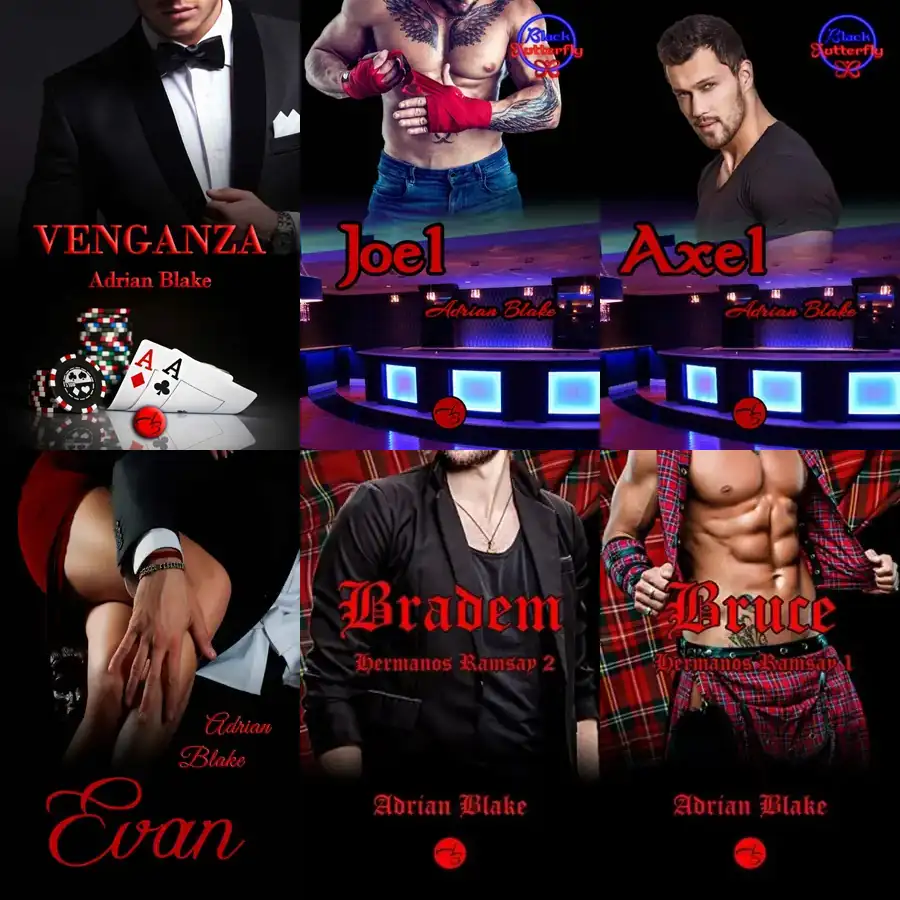 VENGANZA
Adrian Blake
A
A
Black
Butterfly
Joel
Adrian Blake
Black
Butterfly
Axel
Adrian Blake
Adrian
Blake
Evan
Bradem
Hermanos Ramsay 2
Adrian Blake
Bruce
Hermanos Ramsay 1
Adrian Blake